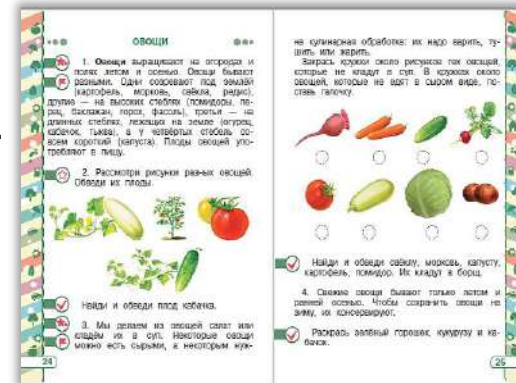 ОВОЩИ
1. Овощи выращивают на огородах и
полях летом и осенью. Овощи бывают
разными. Одни созревают под землёй
(картофель, морковь, свёкла, редис),
другие — на высоких стеблях (помидоры, пе-
рец, баклажан, горох, фасоль), третьи — на
длинных стеблях, лежащих на земле (огурец,
кабачок, тыква), а у четвёртых стебель со-
всем короткий (капуста). Плоды овощей упо-
требляют в пищу.
2. Рассмотри рисунки разных овощей.
Обведи их плоды.
Найди и обведи плод кабачка.
3. Мы делаем из овощей салат или
кладём их в суп. Некоторые овощи
можно есть сырыми, а некоторым нуж-
24
на кулинарная обработка: их надо варить, ту-
шить или жарить.
Закрась кружки около рисунков тех овощей,
которые не кладут в суп. В кружках около
овощей, которые не едят в сыром виде, по-
ставь галочку.
Найди и обведи свёклу, морковь, капусту,
картофель, помидор. Их кладут в борщ.
4. Свежие овощи бывают только летом и
ранней осенью. Чтобы сохранить овощи на
зиму, их консервируют.
Раскрась зелёный горошек, кукурузу и ка-
бачок.
25